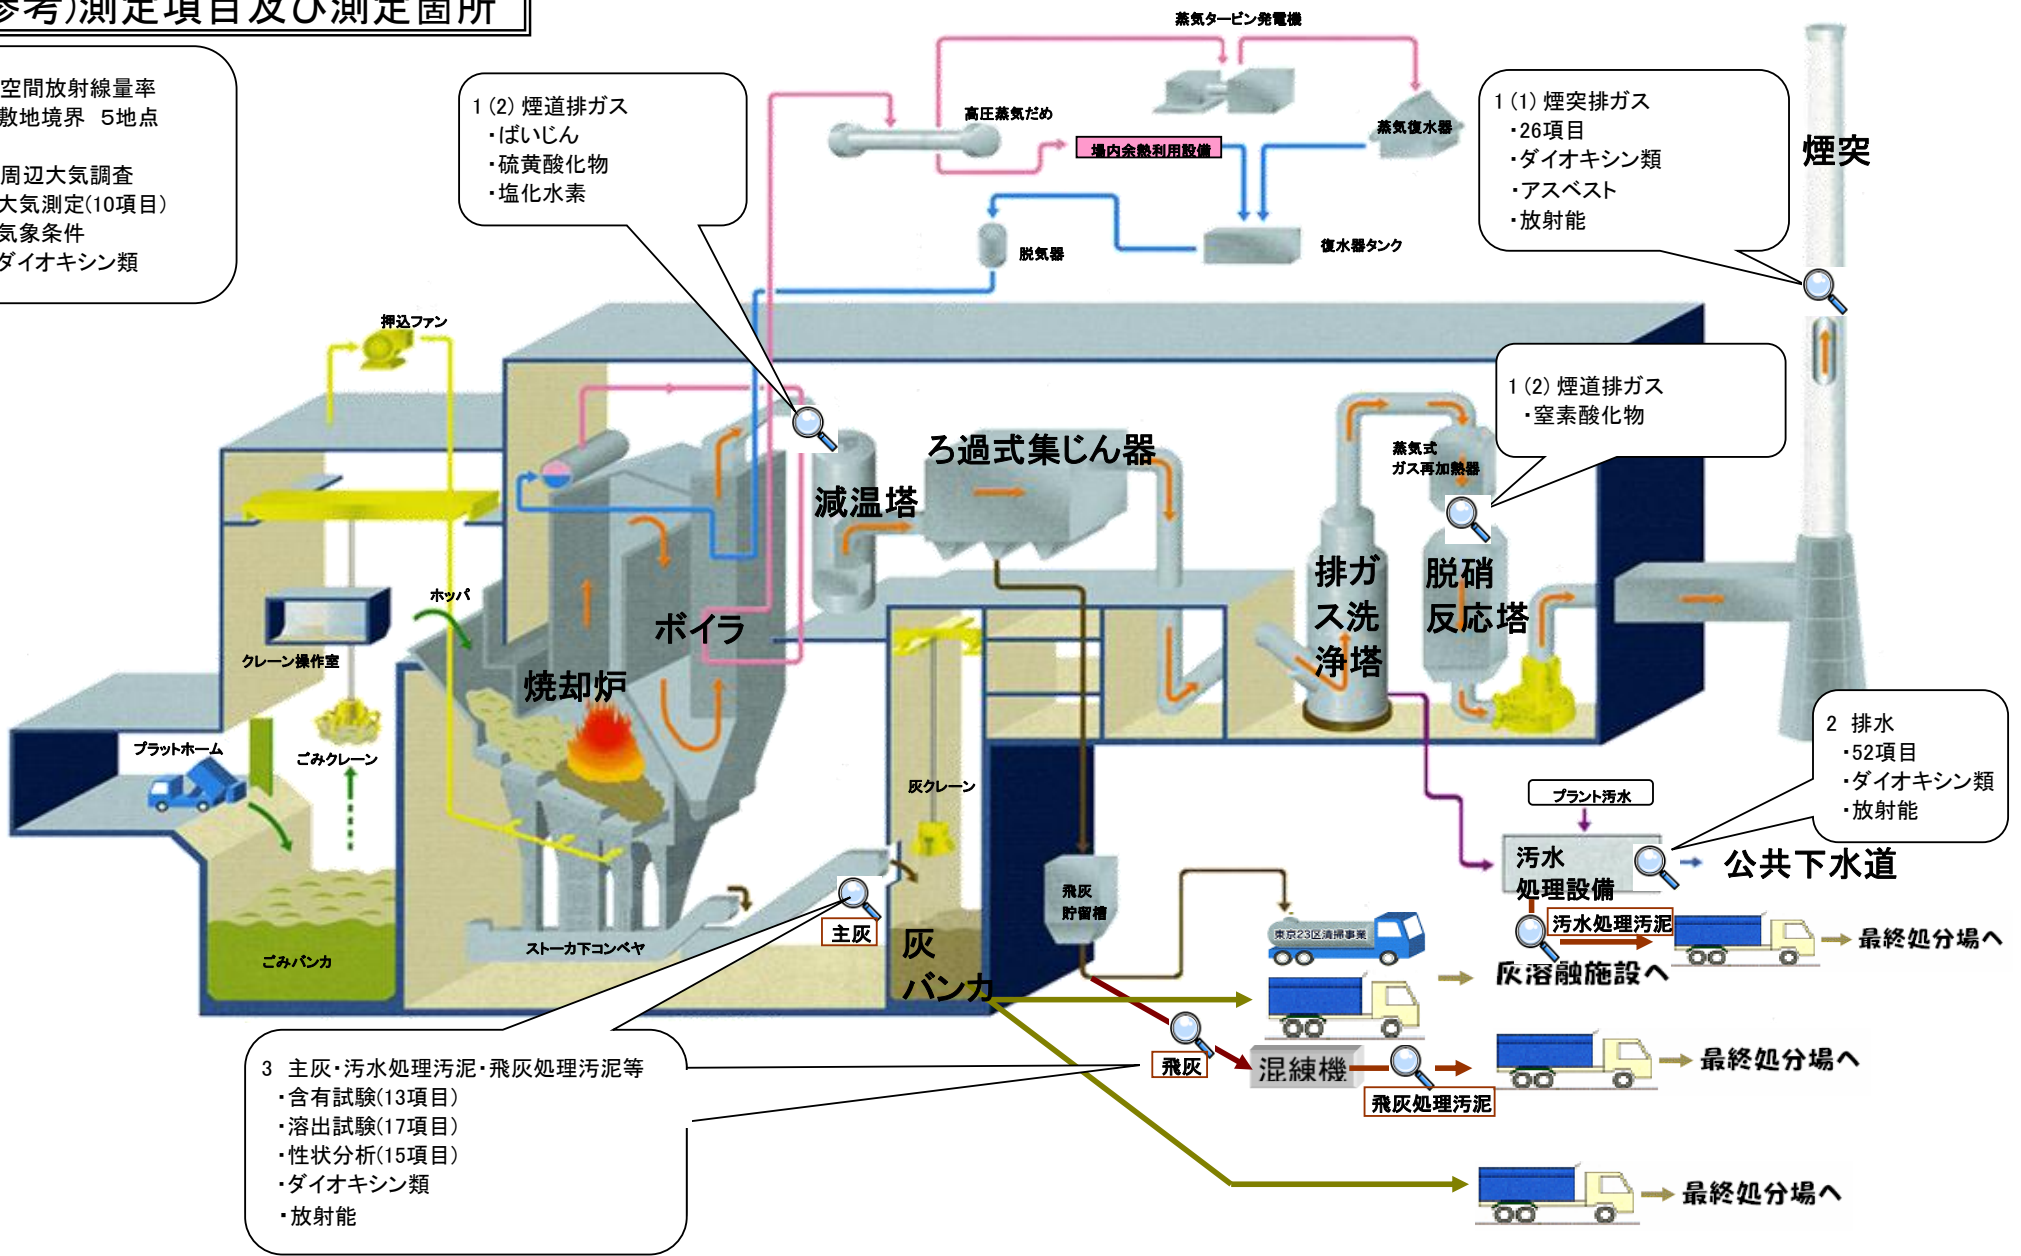 参考)測定項目及び測定箇所
空間放射線量率
敷地境界 5地点
周辺大気調査
大気測定(10項目)
気象条件
ダイオキシン類
1 (2) 煙道排ガス
・ばいじん
・硫黄酸化物
・塩化水素
蒸気タービン発電機
高圧蒸気だめ
場内余熱利用設備
蒸気復水器
脱気器
復水器タンク
1 (1) 煙突排ガス
・26項目
・ダイオキシン類
・アスベスト
・放射能
煙突
押込ファン
1 (2) 煙道排ガス
・窒素酸化物
ろ過式集じん器
蒸気式
ガス再加熱器
減温塔
排ガ
ス洗
浄塔
脱硝
反応塔
ホッパ
ボイラ
クレーン操作室
焼却炉
プラットホーム
ごみクレーン
灰クレーン
2 排水
・52項目
・ダイオキシン類
・放射能
プラント汚水
汚水
処理設備
公共下水道
飛灰
貯留槽
主灰
灰
バンカ
ストーカ下コンベヤ
ごみバンカ
東京23区清掃事業
汚水処理汚泥
最終処分場へ
灰溶融施設へ
飛灰
混練機
飛灰処理汚泥
最終処分場へ
最終処分場へ
3 主灰・汚水処理汚泥・飛灰処理汚泥等
・含有試験(13項目)
・溶出試験(17項目)
・性状分析(15項目)
・ダイオキシン類
・放射能